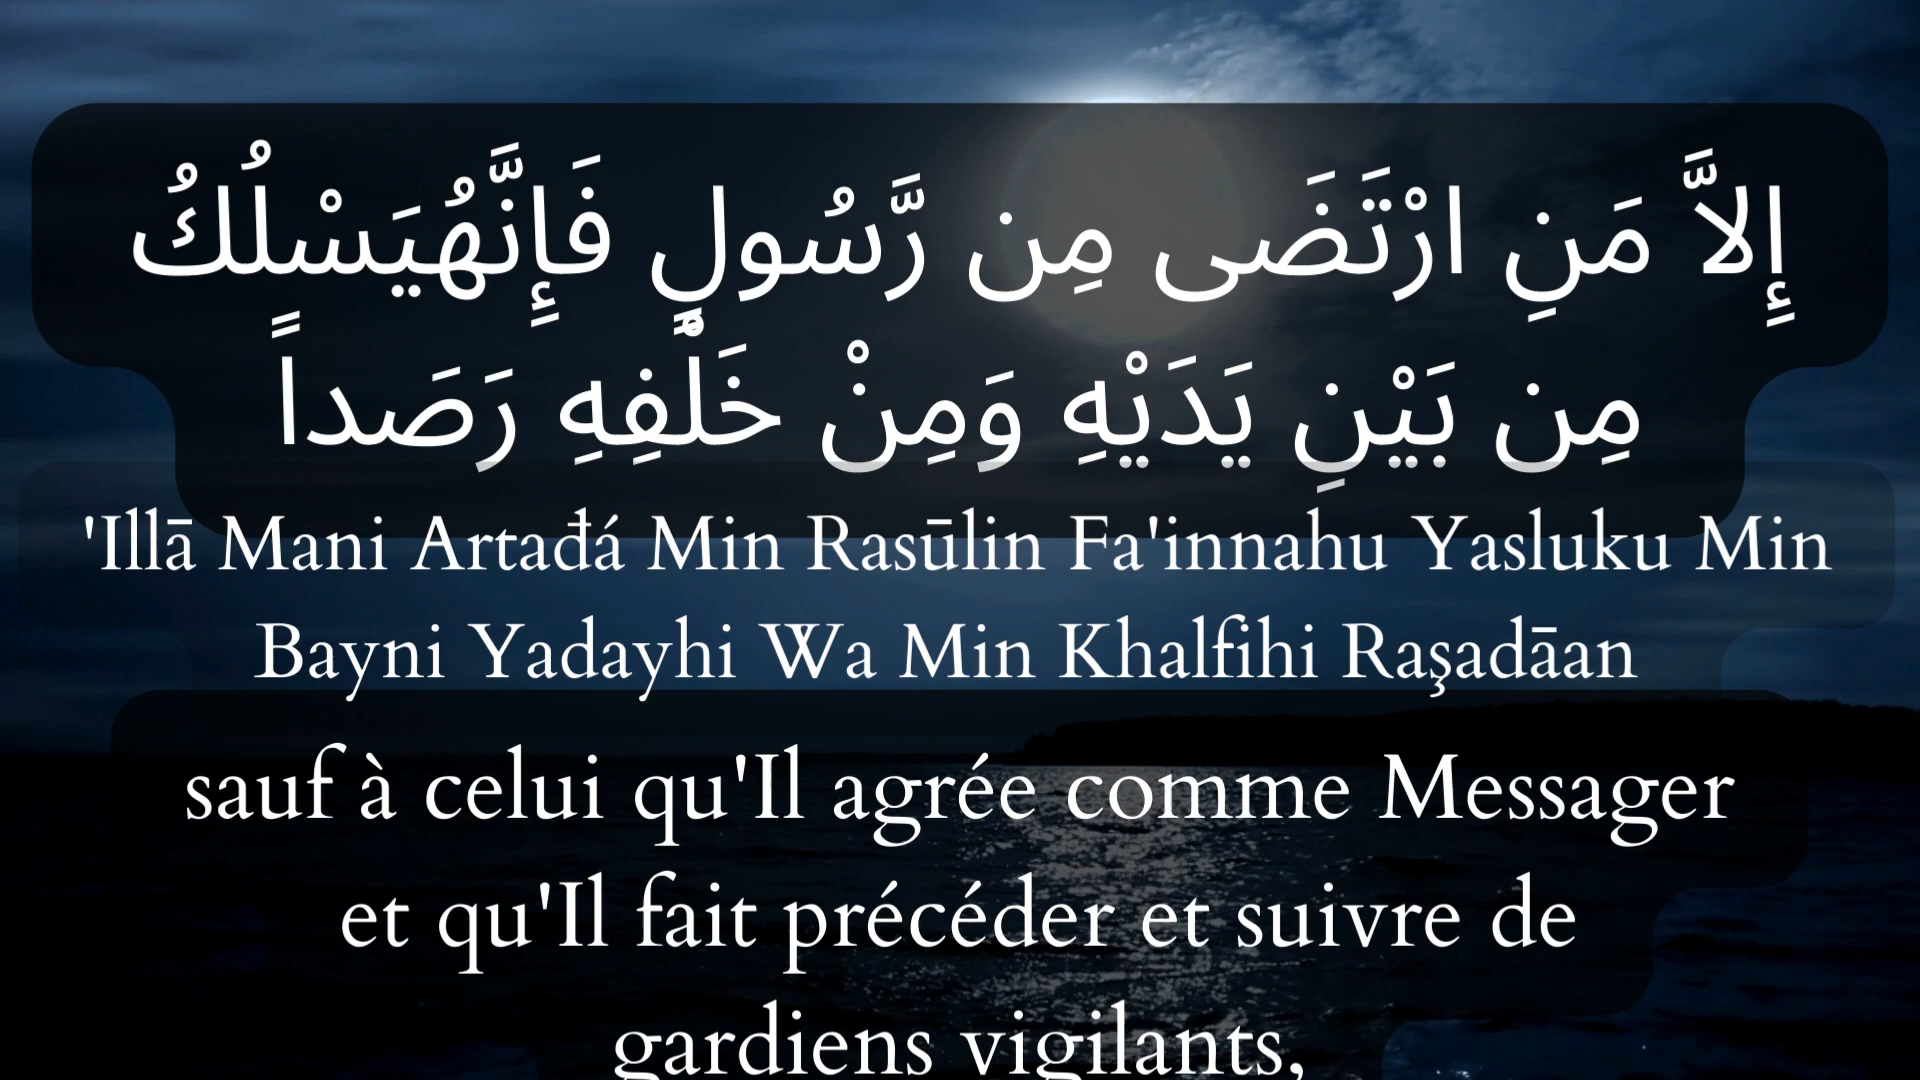 إِلاَّ مَنِ ارْتَضَى مِن رَّسُولٍ فَإِنَّهُيَسْلُكُ
مِن بَيْنِ يَدَيْهِ وَمِنْ خَلْفِهِ رَصَداً
'Illā Mani Artađá Min Rasūlin Fa'innahu Yasluku Min
Bayni Yadayhi Wa Min Khalfihi Raşadāan
sauf à celui qu'Il agrée comme Messager
et qu'Il fait précéder et suivre de
gardiens vigilants,